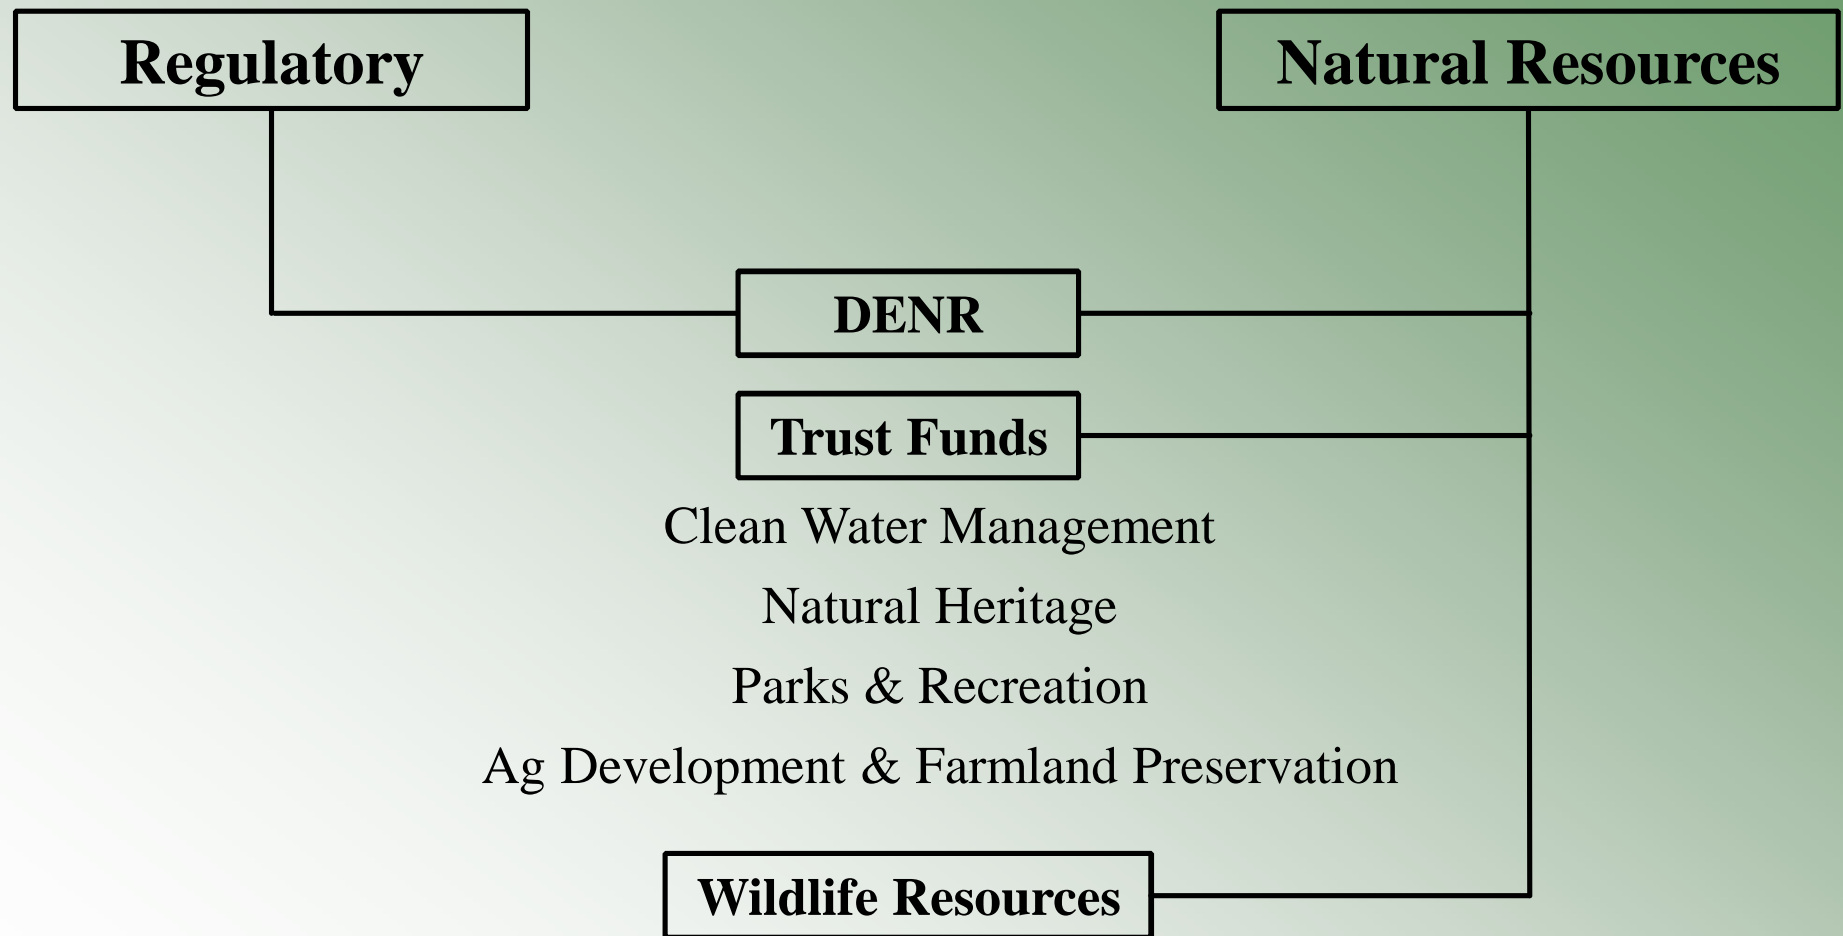 Regulatory
Natural Resources
DENR
Trust Funds
Clean Water Management
Natural Heritage
Parks & Recreation
Ag Development & Farmland Preservation
Wildlife Resources